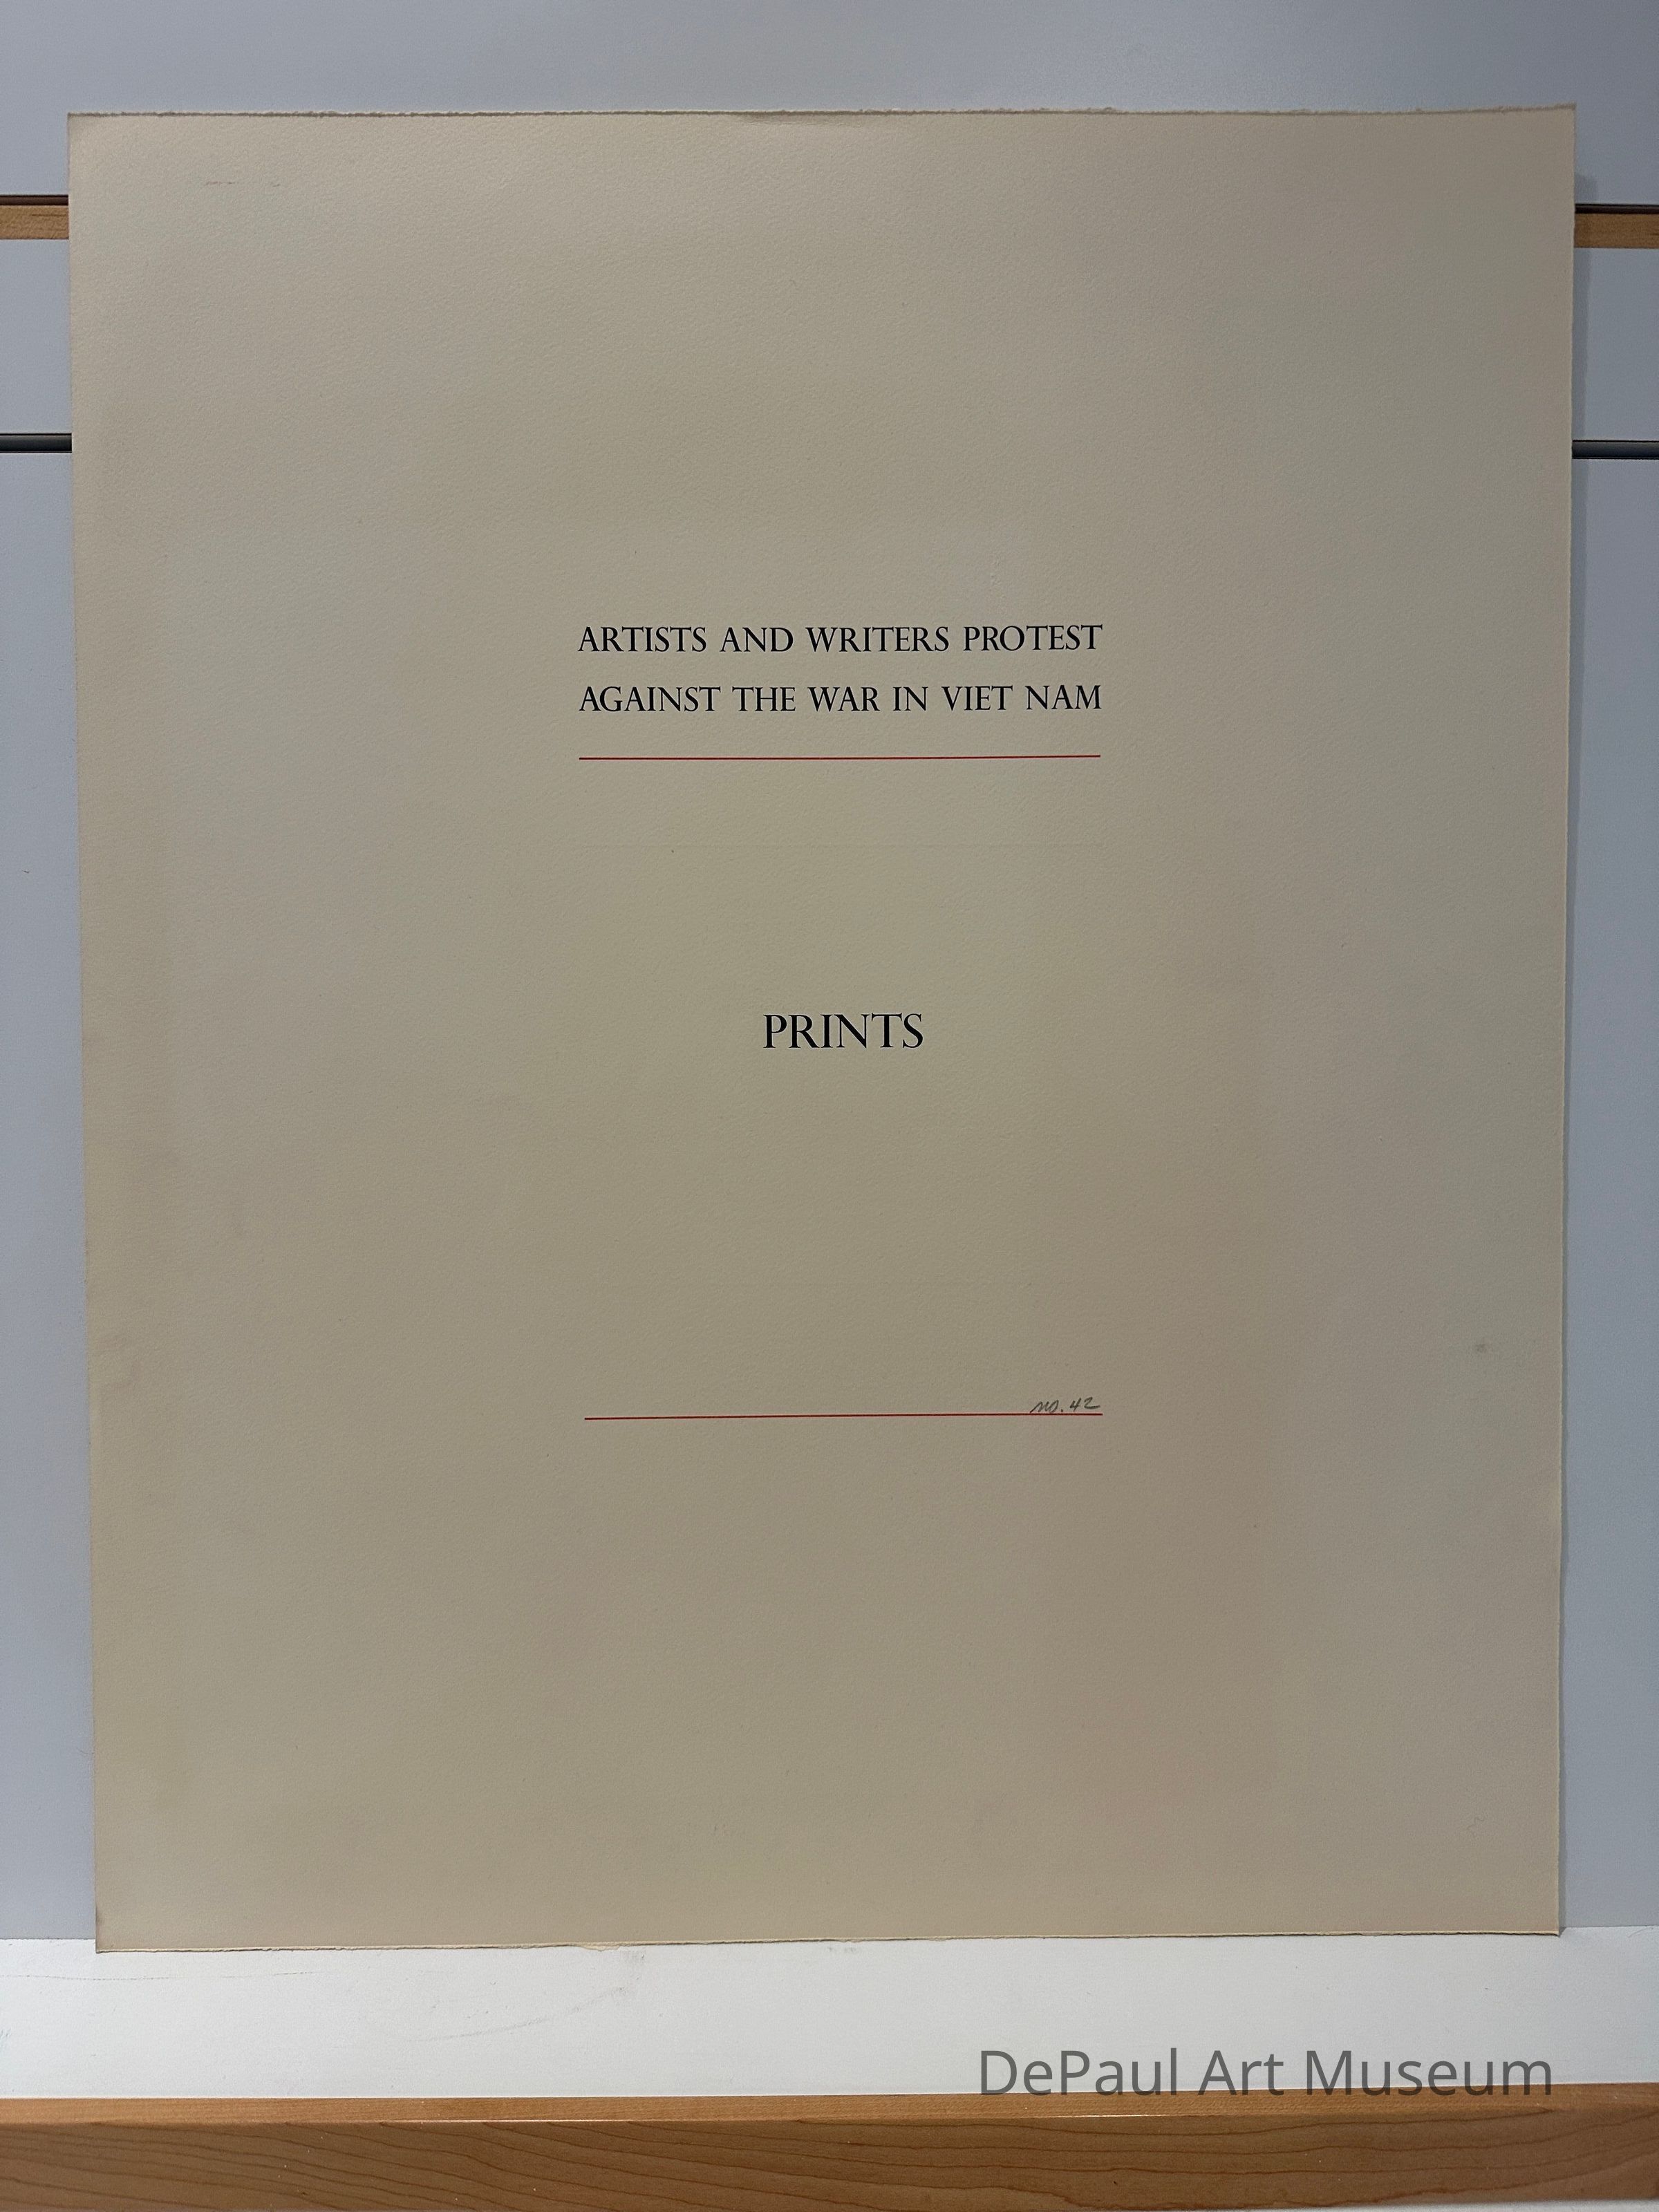 ARTISTS AND WRITERS PROTEST
AGAINST THE WAR IN VIET NAM
PRINTS
no. 42
DePaul Art Museum